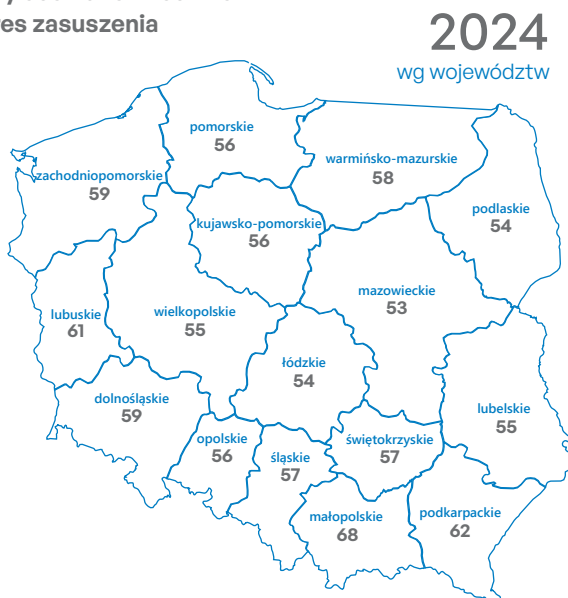 res zasuszenia
2024
wg województw
pomorskie
56
warmińsko-mazurskie
58
zachodniopomorskie
59
podlaskie
54
kujawsko-pomorskie
56
mazowieckie
53
lubuskie
61
wielkopolskie
55
łódzkie
54
dolnośląskie
59
lubelskie
55
opolskie
56
śląskie
57
świętokrzyskie
57
małopolskie
68
podkarpackie
62